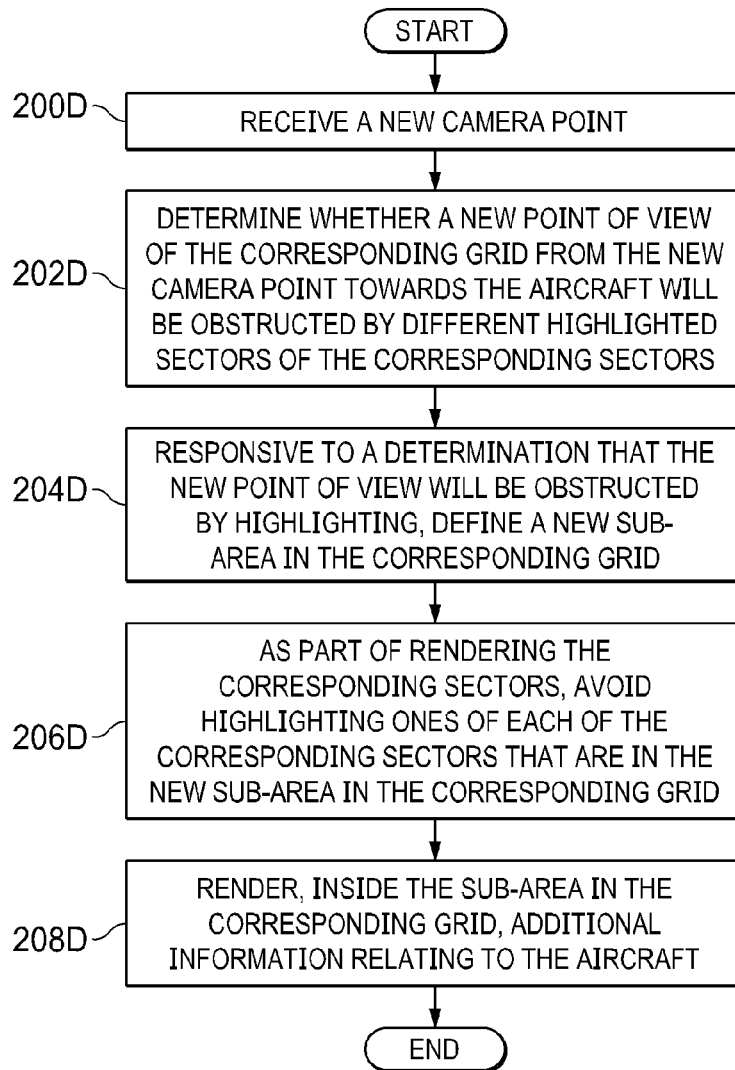 START
200D
RECEIVE A NEW CAMERA POINT
202D
DETERMINE WHETHER A NEW POINT OF VIEW
OF THE CORRESPONDING GRID FROM THE NEW
CAMERA POINT TOWARDS THE AIRCRAFT WILL
BE OBSTRUCTED BY DIFFERENT HIGHLIGHTED
SECTORS OF THE CORRESPONDING SECTORS
204D
RESPONSIVE TO A DETERMINATION THAT THE
NEW POINT OF VIEW WILL BE OBSTRUCTED
BY HIGHLIGHTING, DEFINE A NEW SUB-
AREA IN THE CORRESPONDING GRID
206D
AS PART OF RENDERING THE
CORRESPONDING SECTORS, AVOID
HIGHLIGHTING ONES OF EACH OF THE
CORRESPONDING SECTORS THAT ARE IN THE
NEW SUB-AREA IN THE CORRESPONDING GRID
208D
RENDER, INSIDE THE SUB-AREA IN THE
CORRESPONDING GRID, ADDITIONAL
INFORMATION RELATING TO THE AIRCRAFT
END